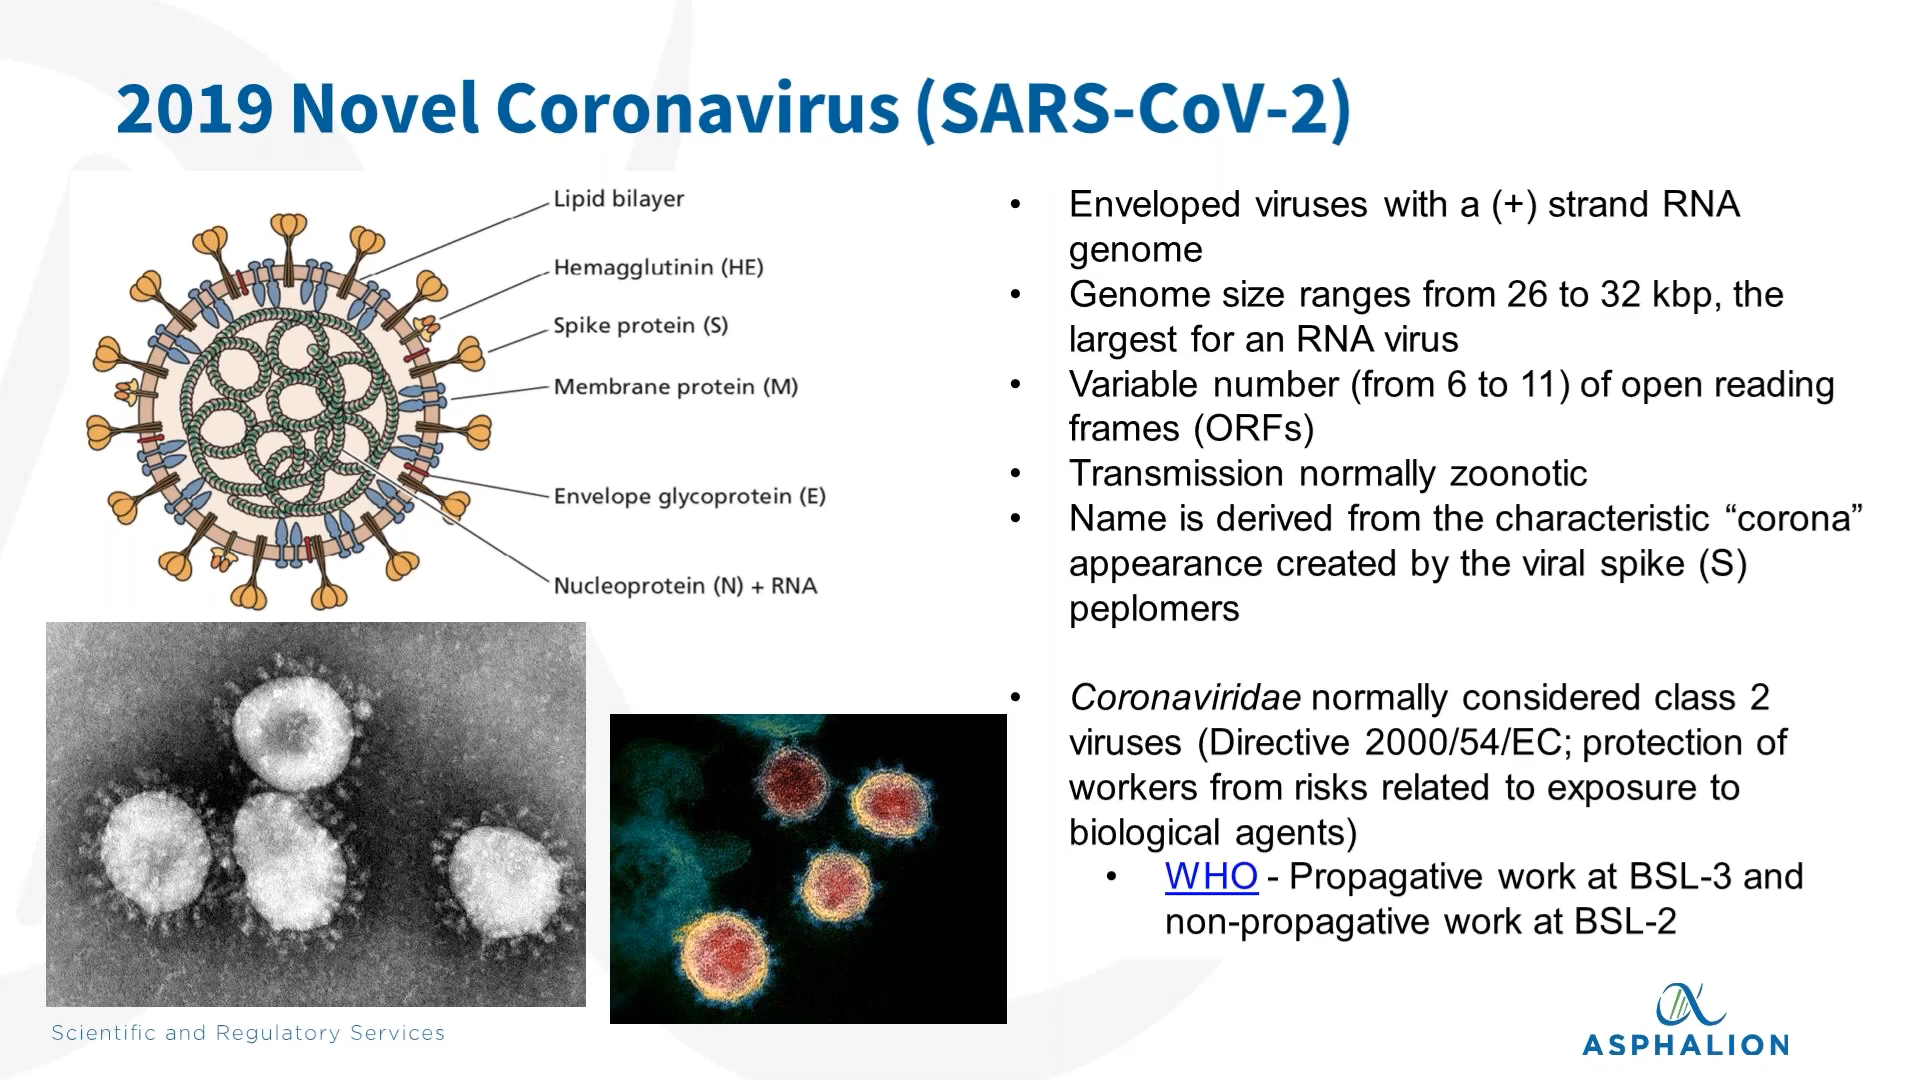 2019 Novel Coronavirus (SARS-CoV-2)
Lipid bilayer
Hemagglutinin (HE)
Spike protein (S)
Membrane protein (M)
Envelope glycoprotein (E)
Nucleoprotein (N) + RNA
• Enveloped viruses with a (+) strand RNA
genome
• Genome size ranges from 26 to 32 kbp, the
largest for an RNA virus
• Variable number (from 6 to 11) of open reading
frames (ORFs)
• Transmission normally zoonotic
• Name is derived from the characteristic “corona”
appearance created by the viral spike (S)
peplomers
• Coronaviridae normally considered class 2
viruses (Directive 2000/54/EC; protection of
workers from risks related to exposure to
biological agents)
• WHO - Propagative work at BSL-3 and
non-propagative work at BSL-2
Scientific and Regulatory Services
ASPHALION